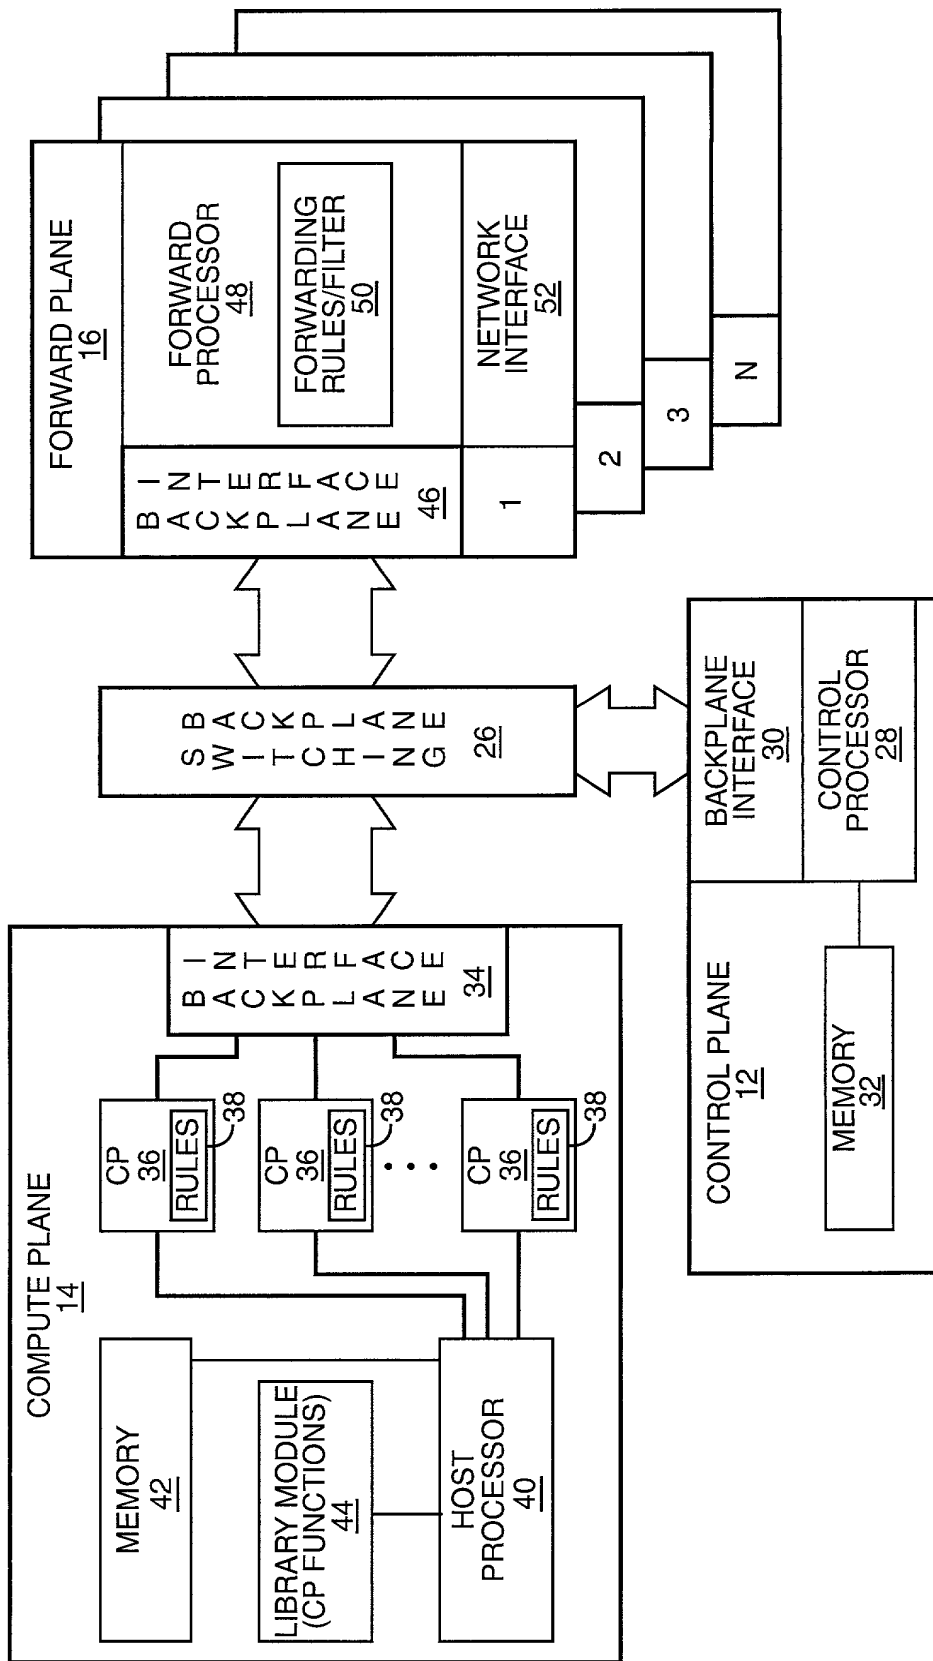 COMPUTE PLANE
14
MEMORY
42
LIBRARY MODULE
(CP FUNCTIONS)
44
HOST
PROCESSOR
40
CP
36
RULES
38
CP
36
RULES
38
CP
36
RULES
38
BACKPLANE
INTERFACE
34
SWITCHING
BACKPLANE
26
FORWARD PLANE
16
BACKPLANE
INTERFACE
46
FORWARD
PROCESSOR
48
FORWARDING
RULES/FILTER
50
1
NETWORK
INTERFACE
52
2
3
N
CONTROL PLANE
12
MEMORY
32
BACKPLANE
INTERFACE
30
CONTROL
PROCESSOR
28